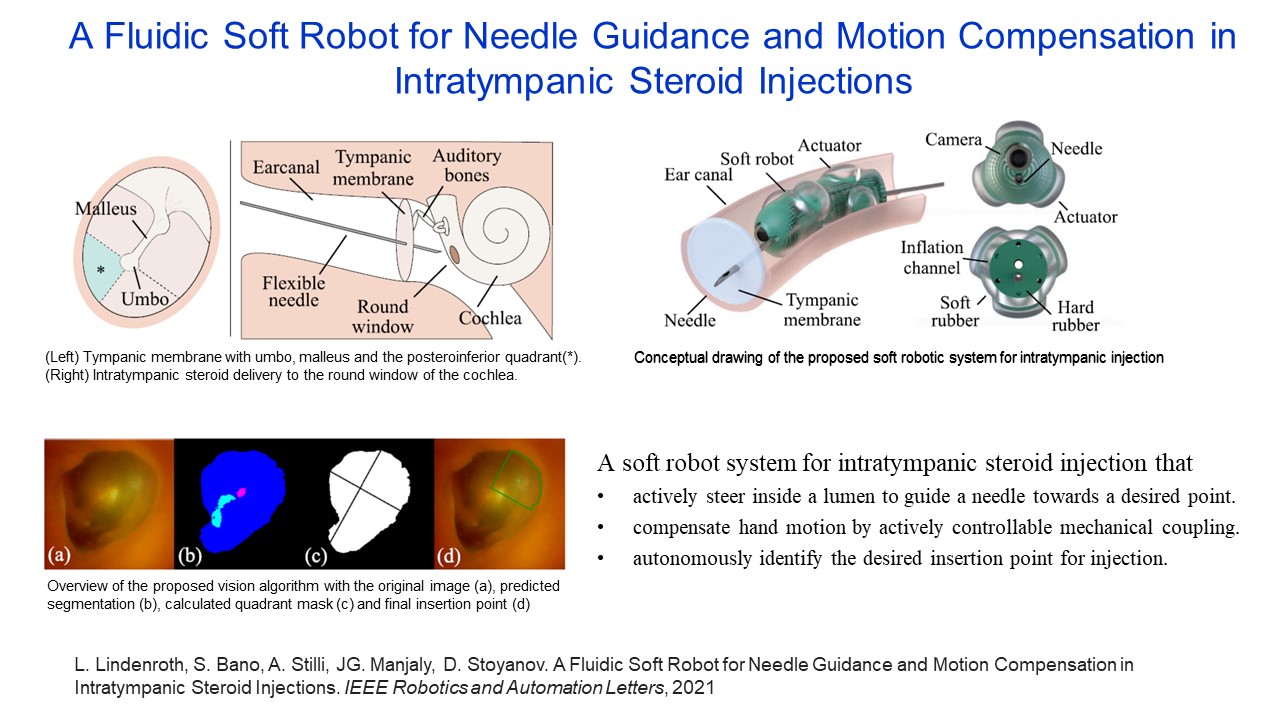 A Fluidic Soft Robot for Needle Guidance and Motion Compensation in
Intratympanic Steroid Injections
Malleus
*
Umbo
Earcanal
Tympanic
membrane
Auditory
bones
Flexible
needle
Round
window
Cochlea
(Left) Tympanic membrane with umbo, malleus and the posteroinferior quadrant(*).
(Right) Intratympanic steroid delivery to the round window of the cochlea.
Ear canal
Soft robot
Actuator
Needle
Tympanic
membrane
Camera
Needle
Actuator
Inflation
channel
Soft
rubber
Hard
rubber
Conceptual drawing of the proposed soft robotic system for intratympanic injection
(a)
(b)
(c)
(d)
Overview of the proposed vision algorithm with the original image (a), predicted
segmentation (b), calculated quadrant mask (c) and final insertion point (d)
A soft robot system for intratympanic steroid injection that
• actively steer inside a lumen to guide a needle towards a desired point.
• compensate hand motion by actively controllable mechanical coupling.
• autonomously identify the desired insertion point for injection.
L. Lindenroth, S. Bano, A. Stilli, JG. Manjaly, D. Stoyanov. A Fluidic Soft Robot for Needle Guidance and Motion Compensation in
Intratympanic Steroid Injections. IEEE Robotics and Automation Letters, 2021